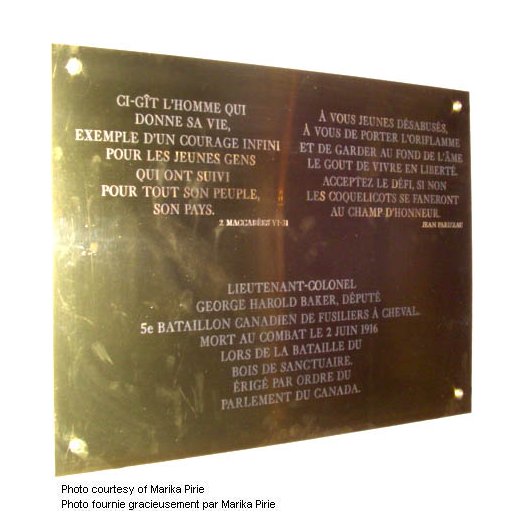 CI-GÎT L'HOMME QUI
DONNE SA VIE,
EXEMPLE D'UN COURAGE INFINI
POUR LES JEUNES GENS
QUI ONT SUIVI
POUR TOUT SON PEUPLE,
SON PAYS.
2 MACCABÉES VI-31
À VOUS JEUNES DÉSABUSÉS,
À VOUS DE PORTER L'ORIFLAMME
ET DE GARDER AU FOND DE L'ÂME
LE GOUT DE VIVRE EN LIBERTÉ.
ACCEPTEZ LE DÉFI, SI NON
LES COQUELICOTS SE FANERONT
AU CHAMP D'HONNEUR.
JEAN PARIZEAU
LIEUTENANT-COLONEL
GEORGE HAROLD BAKER, DÉPUTÉ
5e BATAILLON CANADIEN DE FUSILIERS À CHEVAL.
MORT AU COMBAT LE 2 JUIN 1916
LORS DE LA BATAILLE DU
BOIS DE SANCTUAIRE.
ÉRIGÉ PAR ORDRE DU
PARLEMENT DU CANADA.
Photo courtesy of Marika Pirie
Photo fournie gracieusement par Marika Pirie